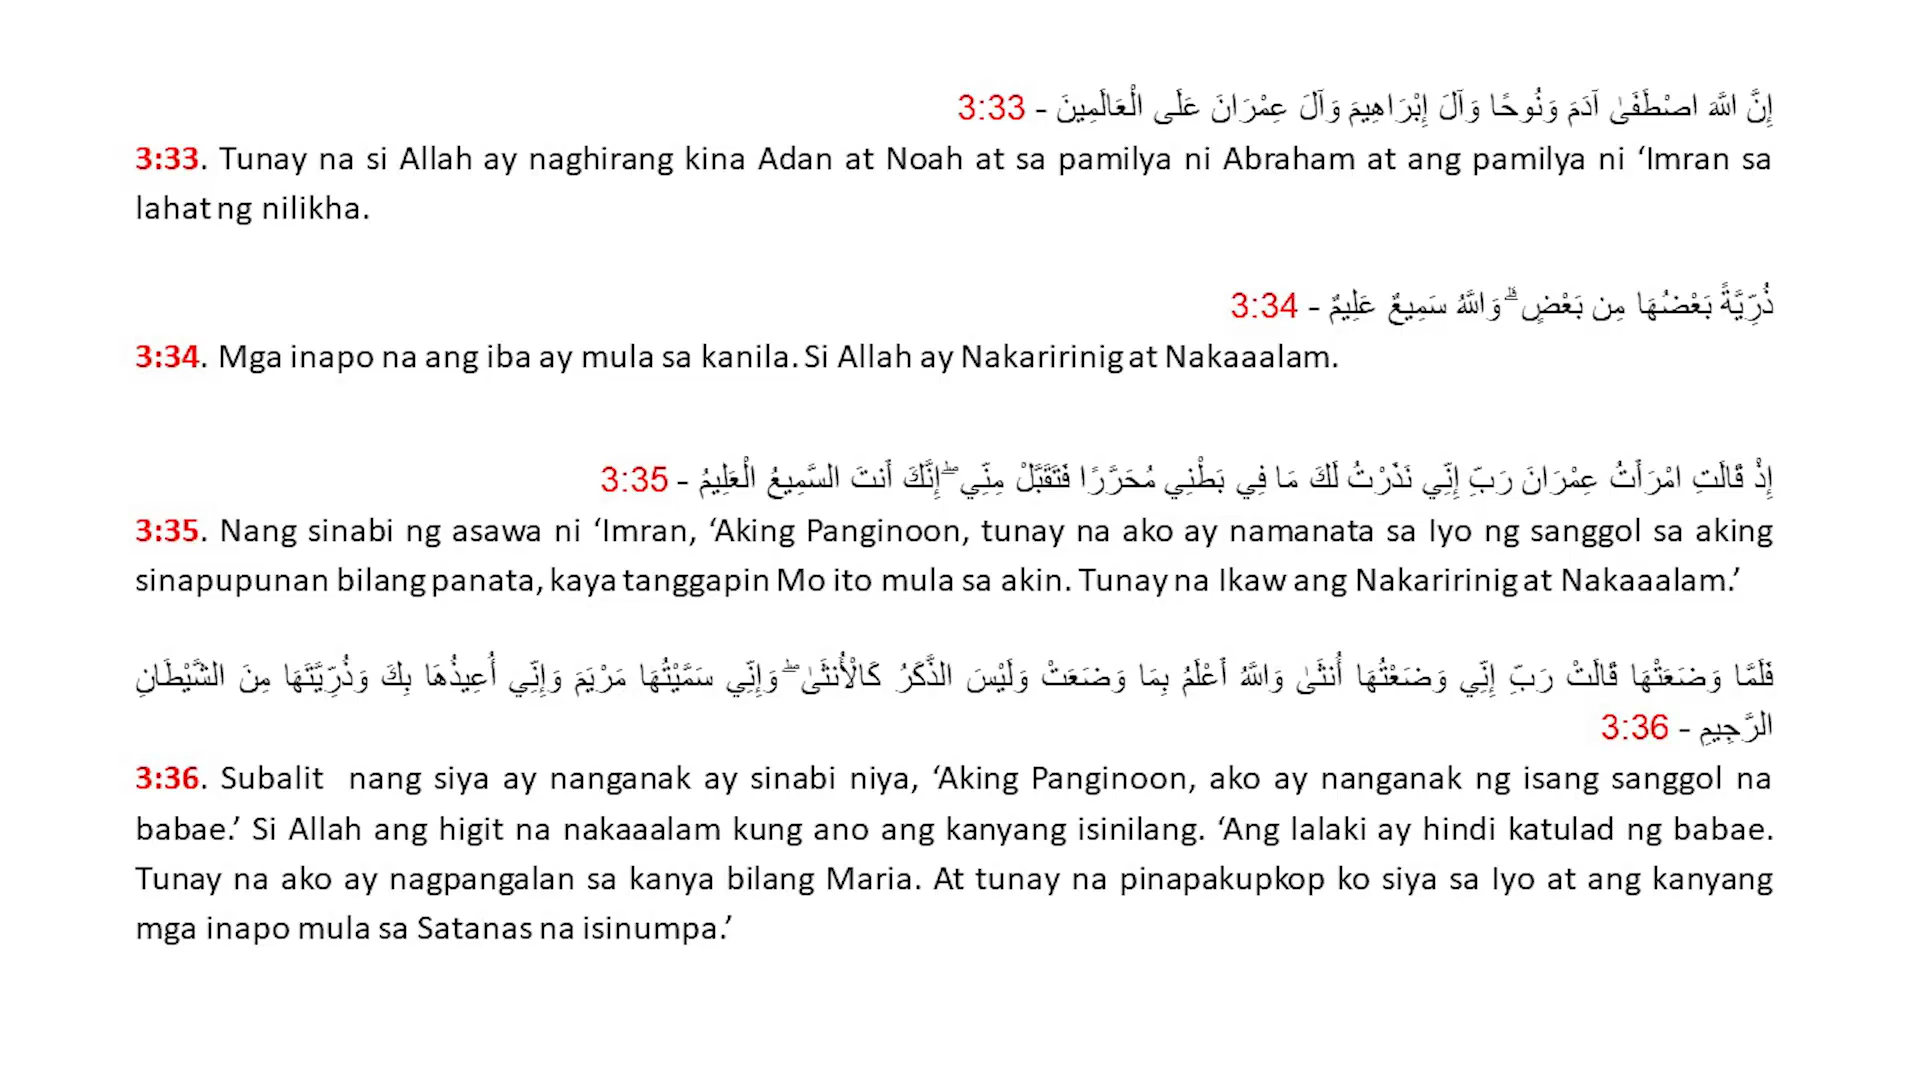 إِنَّ اللَّهَ اصْطَفَىٰ آدَمَ وَنُوحًا وَآلَ إِبْرَاهِيمَ وَآلَ عِمْرَانَ عَلَى الْعَالَمِينَ - 3:33
3:33. Tunay na si Allah ay naghirang kina Adan at Noah at sa pamilya ni Abraham at ang pamilya ni ‘Imran sa
lahat ng nilikha.
ذُرِّيَّةً بَعْضُهَا مِن بَعْضٍ ۗ وَاللَّهُ سَمِيعٌ عَلِيمٌ - 3:34
3:34. Mga inapo na ang iba ay mula sa kanila. Si Allah ay Nakaririnig at Nakaaalam.
إِذْ قَالَتِ امْرَأَتُ عِمْرَانَ رَبِّ إِنِّي نَذَرْتُ لَكَ مَا فِي بَطْنِي مُحَرَّرًا فَتَقَبَّلْ مِنِّي ۖ إِنَّكَ أَنتَ السَّمِيعُ الْعَلِيمُ - 3:35
3:35. Nang sinabi ng asawa ni ‘Imran, ‘Aking Panginoon, tunay na ako ay namanata sa Iyo ng sanggol sa aking
sinapupunan bilang panata, kaya tanggapin Mo ito mula sa akin. Tunay na Ikaw ang Nakaririnig at Nakaaalam.’
فَلَمَّا وَضَعَتْهَا قَالَتْ رَبِّ إِنِّي وَضَعْتُهَا أُنثَىٰ وَاللَّهُ أَعْلَمُ بِمَا وَضَعَتْ وَلَيْسَ الذَّكَرُ كَالْأُنثَىٰ ۖ وَإِنِّي سَمَّيْتُهَا مَرْيَمَ وَإِنِّي أُعِيذُهَا بِكَ وَذُرِّيَّتَهَا مِنَ الشَّيْطَانِ
الرَّجِيمِ - 3:36
3:36. Subalit nang siya ay nanganak ay sinabi niya, ‘Aking Panginoon, ako ay nanganak ng isang sanggol na
babae.’ Si Allah ang higit na nakaaalam kung ano ang kanyang isinilang. ‘Ang lalaki ay hindi katulad ng babae.
Tunay na ako ay nagpangalan sa kanya bilang Maria. At tunay na pinapakupkop ko siya sa Iyo at ang kanyang
mga inapo mula sa Satanas na isinumpa.’